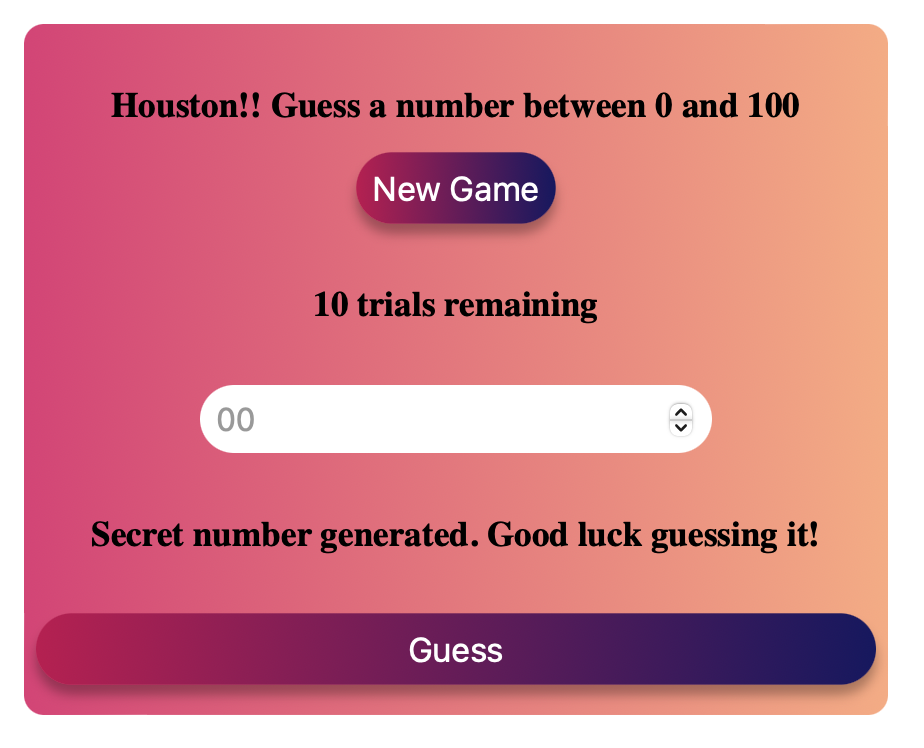 Houston!! Guess a number between 0 and 100
New Game
10 trials remaining
00
Secret number generated. Good luck guessing it!
Guess